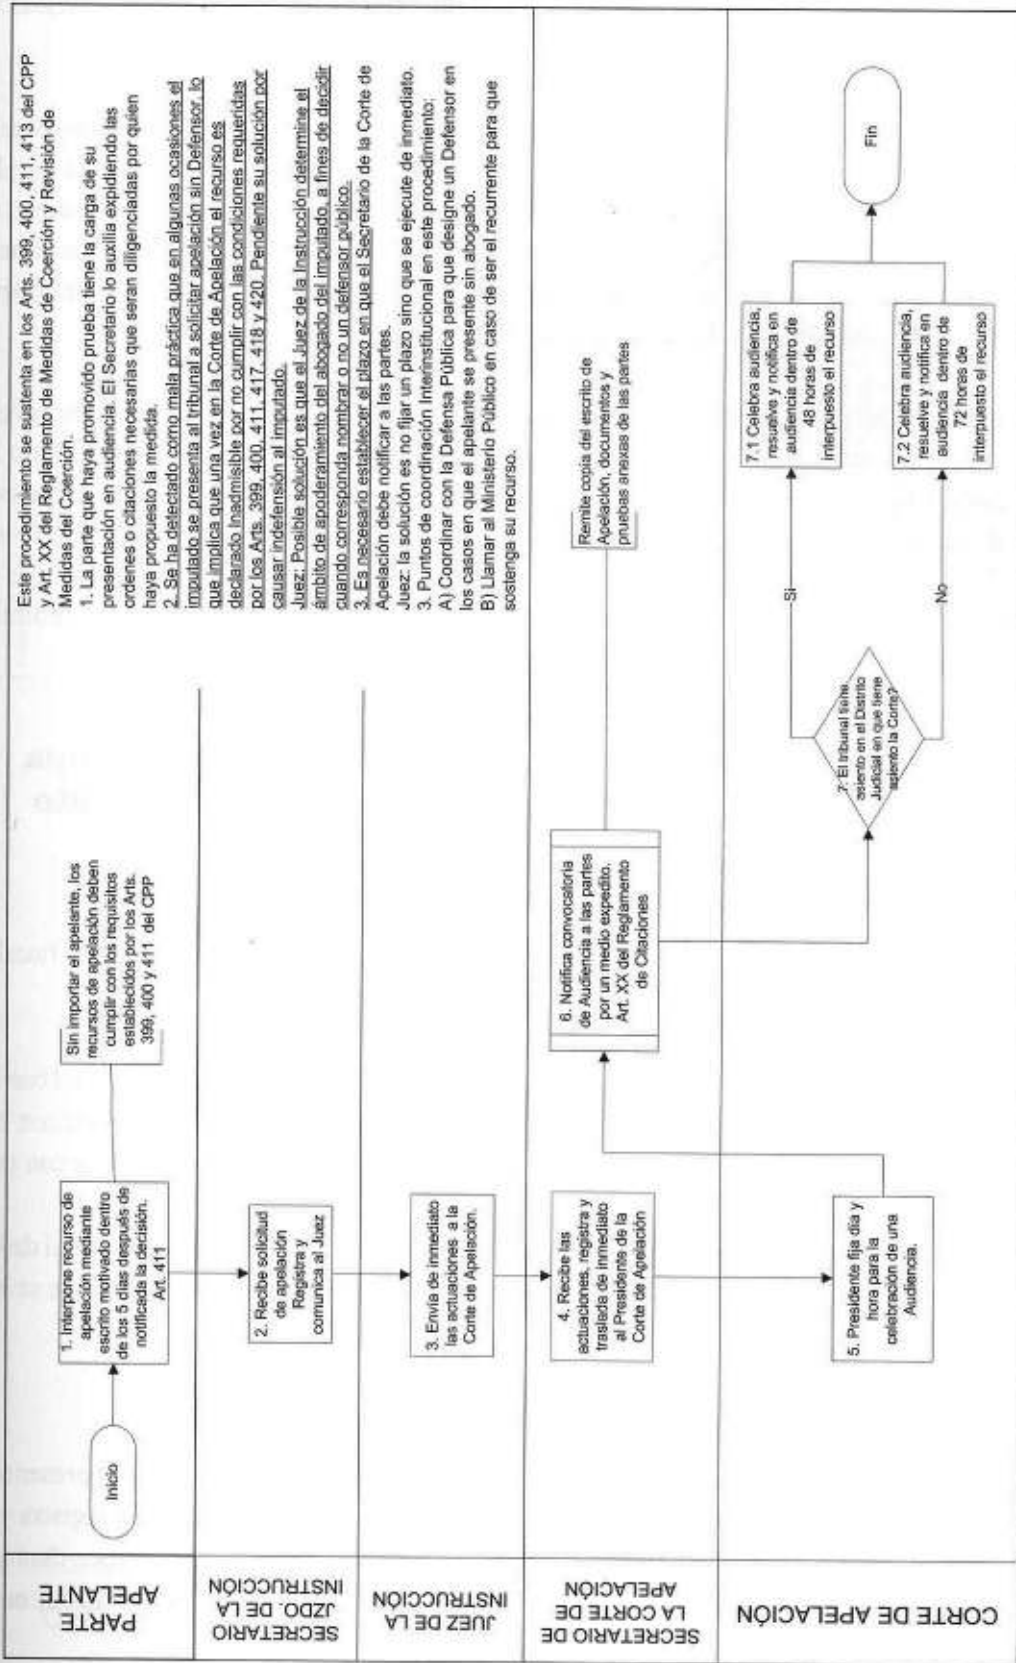 PARTE
APELANTE
Inicio
1. Interpone recurso de
apelación mediante
escrito motivado dentro
de los 5 días después de
notificada la decisión.
Art. 411
Sin importar el apelante, los
recursos de apelación deben
cumplir con los requisitos
establecidos por los Arts.
399, 400 y 411 del CPP
Este procedimiento se sustenta en los Arts. 399, 400, 411, 413 del CPP
y Art. XX del Reglamento de Medidas de Coerción y Revisión de
Medidas del Coerción.
1. La parte que haya promovido prueba tiene la carga de su
presentación en audiencia. El Secretario lo auxilia expidiendo las
ordenes o citaciones necesarias que seran diligenciadas por quien
haya propuesto la medida.
2. Se ha detectado como mala práctica que en algunas ocasiones el
imputado se presenta al tribunal a solicitar apelación sin Defensor, lo
que implica que una vez en la Corte de Apelación el recurso es
declarado Inadmisible por no cumplir con las condiciones requeridas
por los Arts. 399, 400, 411, 417, 418 y 420. Pendiente su solución por
causar indefensión al imputado.
Juez: Posible solución es que el Juez de la Instrucción determine el
ámbito de apoderamiento del abogado del imputado, a fines de decidir
cuando corresponda nombrar o no un defensor público.
3. Es necesario establecer el plazo en que el Secretario de la Corte de
Apelación debe notificar a las partes.
Juez: la solución es no fijar un plazo sino que se ejecute de inmediato.
3. Puntos de coordinación Interinstitucional en este procedimiento:
A) Coordinar con la Defensa Pública para que designe un Defensor en
los casos en que el apelante se presente sin abogado.
B) Llamar al Ministerio Público en caso de ser el recurrente para que
sostenga su recurso.
SECRETARIO
JZDO. DE LA
INSTRUCCIÓN
2. Recibe solicitud
de apelación
Registra y
comunica al Juez
JUEZ DE LA
INSTRUCCIÓN
3. Envía de inmediato
las actuaciones a la
Corte de Apelación.
SECRETARIO DE
LA CORTE DE
APELACIÓN
4. Recibe las
actuaciones, registra y
traslada de inmediato
al Presidente de la
Corte de Apelación
6. Notifica convocatoria
de Audiencia a las partes
por un medio expedito.
Art. XX del Reglamento
de Citaciones
Remite copia del escrito de
Apelación, documentos y
pruebas anexas de las partes
CORTE DE APELACIÓN
5. Presidente fija día y
hora para la
celebración de una
Audiencia.
7. El tribunal tiene
asiento en el Distrito
Judicial en que tiene
asiento la Corte?
Si
No
7.1 Celebra audiencia,
resuelve y notifica en
audiencia dentro de
48 horas de
interpuesto el recurso
7.2 Celebra audiencia,
resuelve y notifica en
audiencia dentro de
72 horas de
interpuesto el recurso
Fin